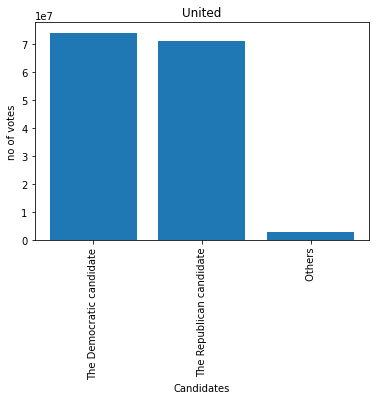 United
1e7
no of votes
7
6
5
4
3
2
1
0
The Democratic candidate
The Republican candidate
Others
Candidates